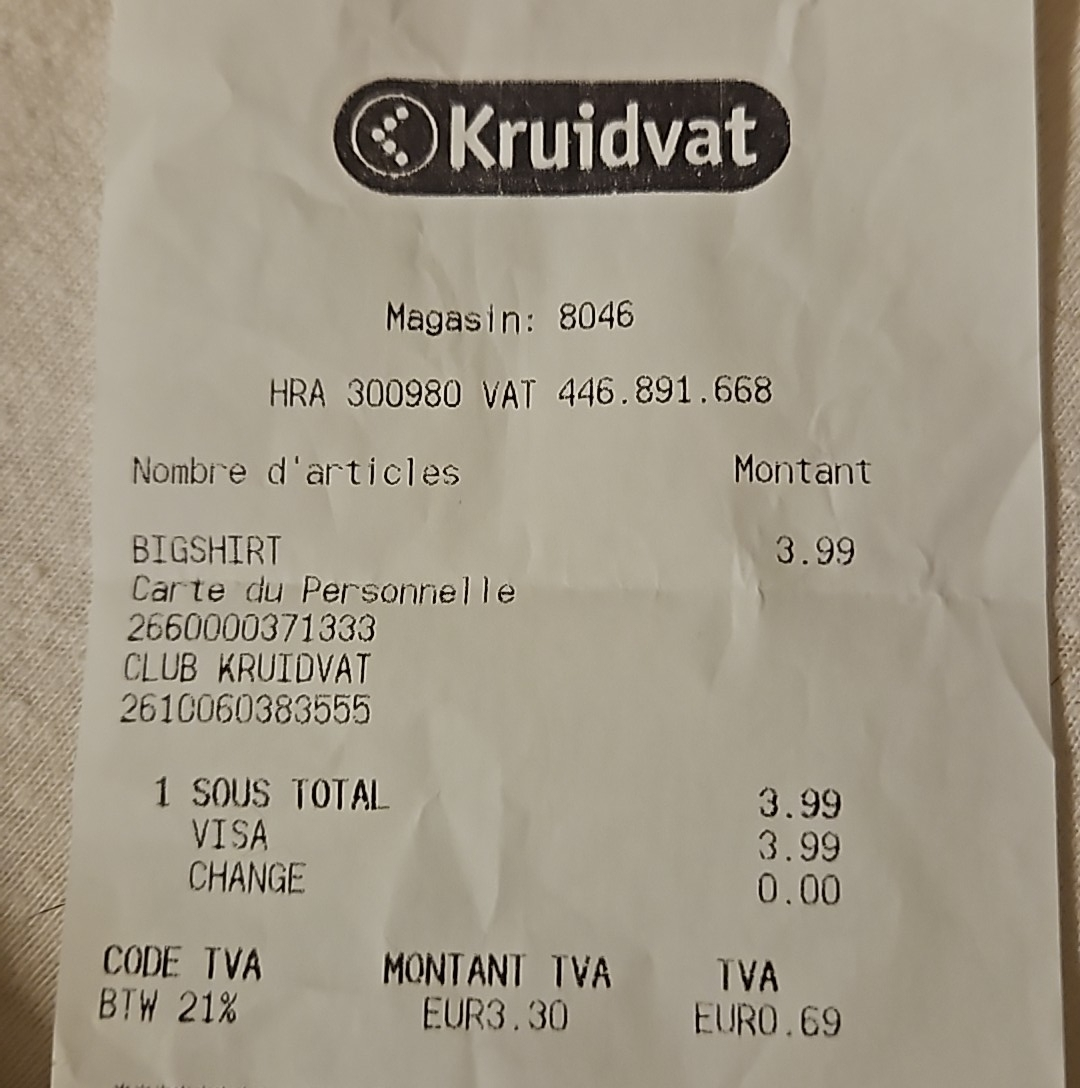 Kruidvat
Magasin: 8046
HRA 300980 VAT 446.891.668
Nombre d'articles Montant
BIGSHIRT 3.99
Carte du Personnelle
2660000371333
CLUB KRUIDVAT
2610060383555
1 SOUS TOTAL 3.99
VISA 3.99
CHANGE 0.00
CODE TVA MONTANT TVA TVA
BTW 21% EUR3.30 EUR0.69